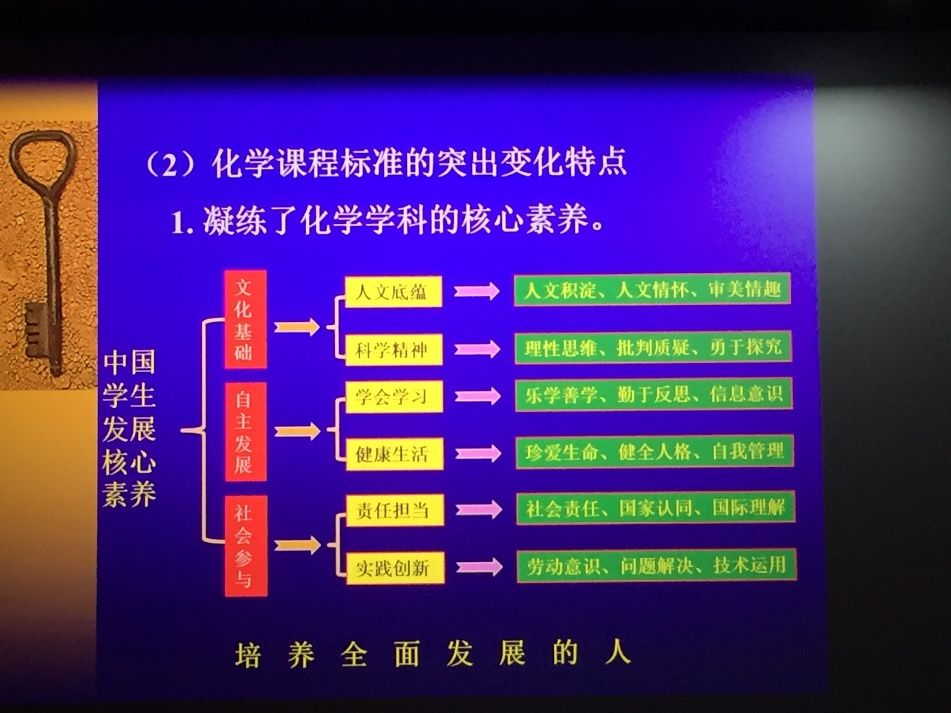 （2）化学课程标准的突出变化特点
1. 凝练了化学学科的核心素养。
中国
学生
发展
核心
素养
文化基础
人文底蕴
人文积淀、人文情怀、审美情趣
科学精神
理性思维、批判质疑、勇于探究
自主发展
学会学习
乐学善学、勤于反思、信息意识
健康生活
珍爱生命、健全人格、自我管理
社会参与
责任担当
社会责任、国家认同、国际理解
实践创新
劳动意识、问题解决、技术运用
培养全面发展的人